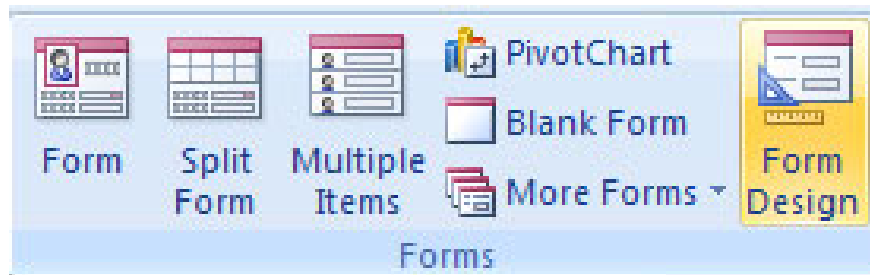 Form
Split
Form
Multiple
Items
PivotChart
Blank Form
More Forms
Form
Design
Forms